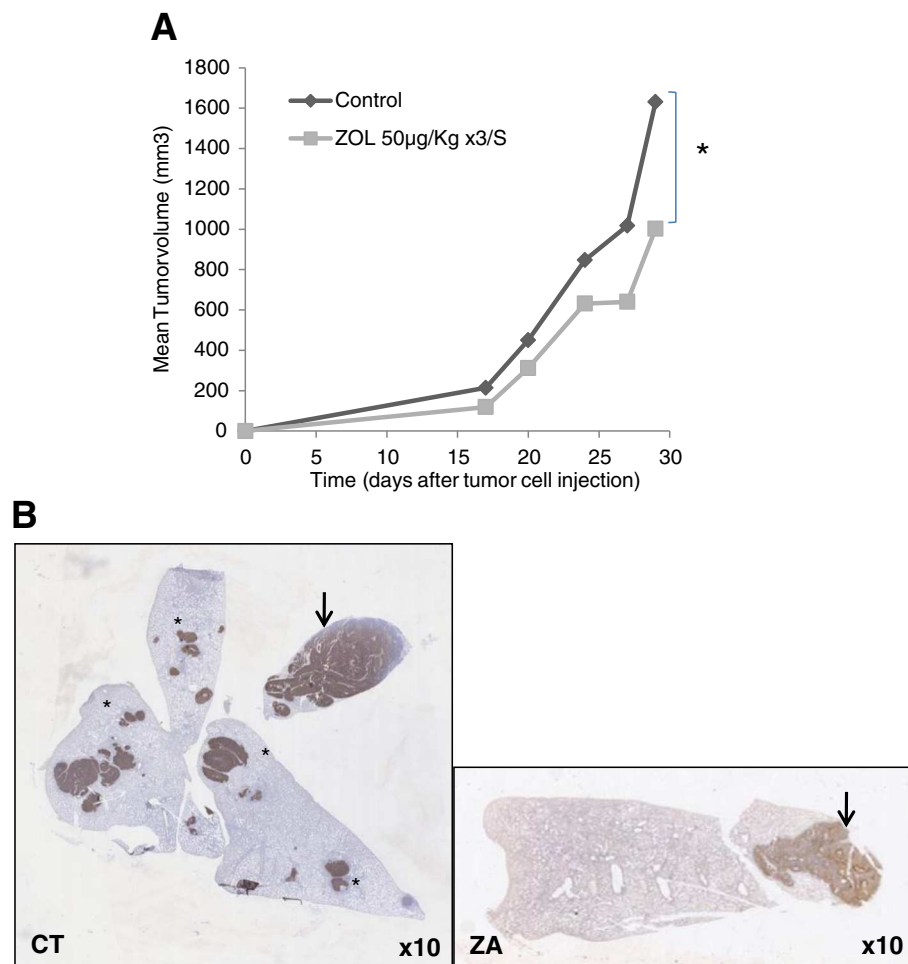 A
1800
1600
1400
1200
1000
800
600
400
200
0
Mean Tumorvolume (mm3)
Control
ZOL 50µg/Kg x3/S
*
0 5 10 15 20 25 30
Time (days after tumor cell injection)
B
*
*
*
*
CT x10
ZA x10